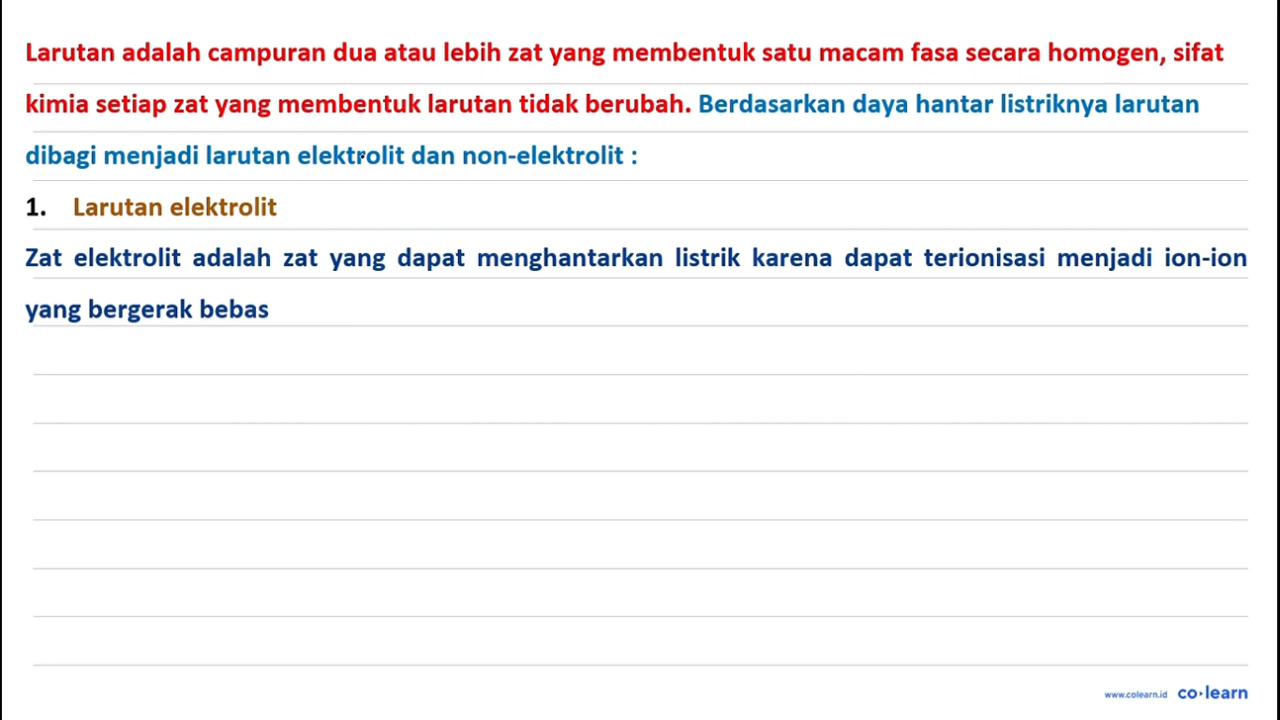 Larutan adalah campuran dua atau lebih zat yang membentuk satu macam fasa secara homogen, sifat
kimia setiap zat yang membentuk larutan tidak berubah. Berdasarkan daya hantar listriknya larutan
dibagi menjadi larutan elektrolit dan non-elektrolit :
1. Larutan elektrolit
Zat elektrolit adalah zat yang dapat menghantarkan listrik karena dapat terionisasi menjadi ion-ion
yang bergerak bebas
www.colearn.id co·learn